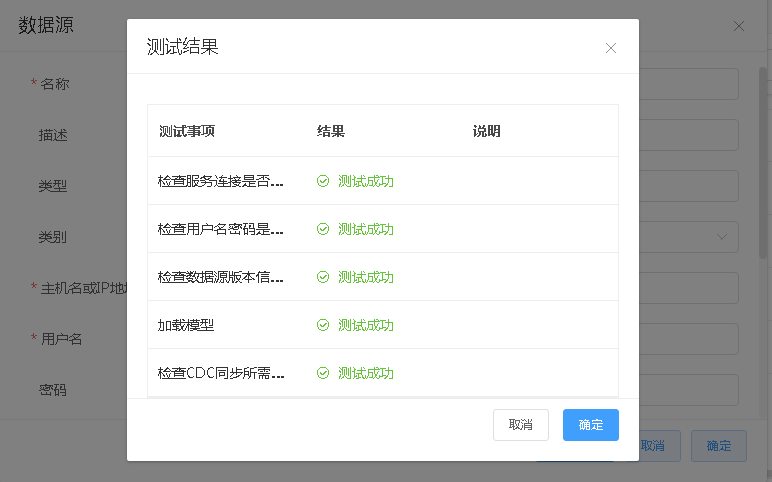 数据源
测试结果
* 名称
描述
类型
类别
* 主机名或IP地
* 用户名
密码
测试事项 结果 说明
检查服务连接是否... 测试成功
检查用户名密码是... 测试成功
检查数据源版本信... 测试成功
加载模型 测试成功
检查CDC同步所需... 测试成功
取消 确定
取消 确定